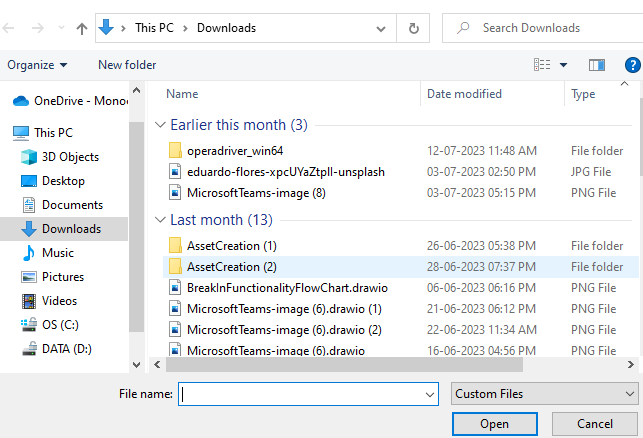 This PC > Downloads
Search Downloads
Organize
New folder
?
Name
Date modified
Type
OneDrive - Mono
This PC
3D Objects
Desktop
Documents
Downloads
Music
Pictures
Videos
OS (C:)
DATA (D:)
Earlier this month (3)
operadriver_win64 12-07-2023 11:48 AM File folder
eduardo-flores-xpcUYaZtplI-unsplash 03-07-2023 02:50 PM JPG File
MicrosoftTeams-image (8) 03-07-2023 05:15 PM PNG File
Last month (13)
AssetCreation (1) 26-06-2023 05:38 PM File folder
AssetCreation (2) 28-06-2023 07:37 PM File folder
BreakInFunctionalityFlowChart.drawio 06-06-2023 06:16 PM PNG File
MicrosoftTeams-image (6).drawio (1) 21-06-2023 06:12 PM PNG File
MicrosoftTeams-image (6).drawio (2) 22-06-2023 11:34 AM PNG File
MicrosoftTeams-image (6).drawio 16-06-2023 04:56 PM PNG File
File name:
Custom Files
Open
Cancel